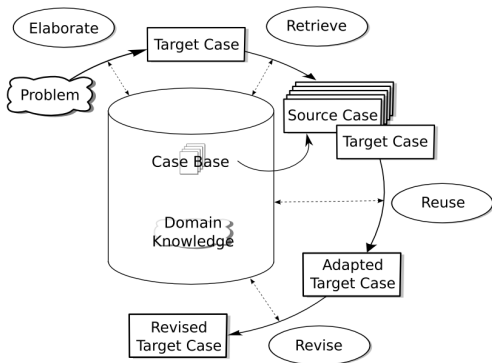 Elaborate
Target Case
Retrieve
Problem
Source Case
Target Case
Case Base
Reuse
Domain
Knowledge
Adapted
Target Case
Revised
Target Case
Revise